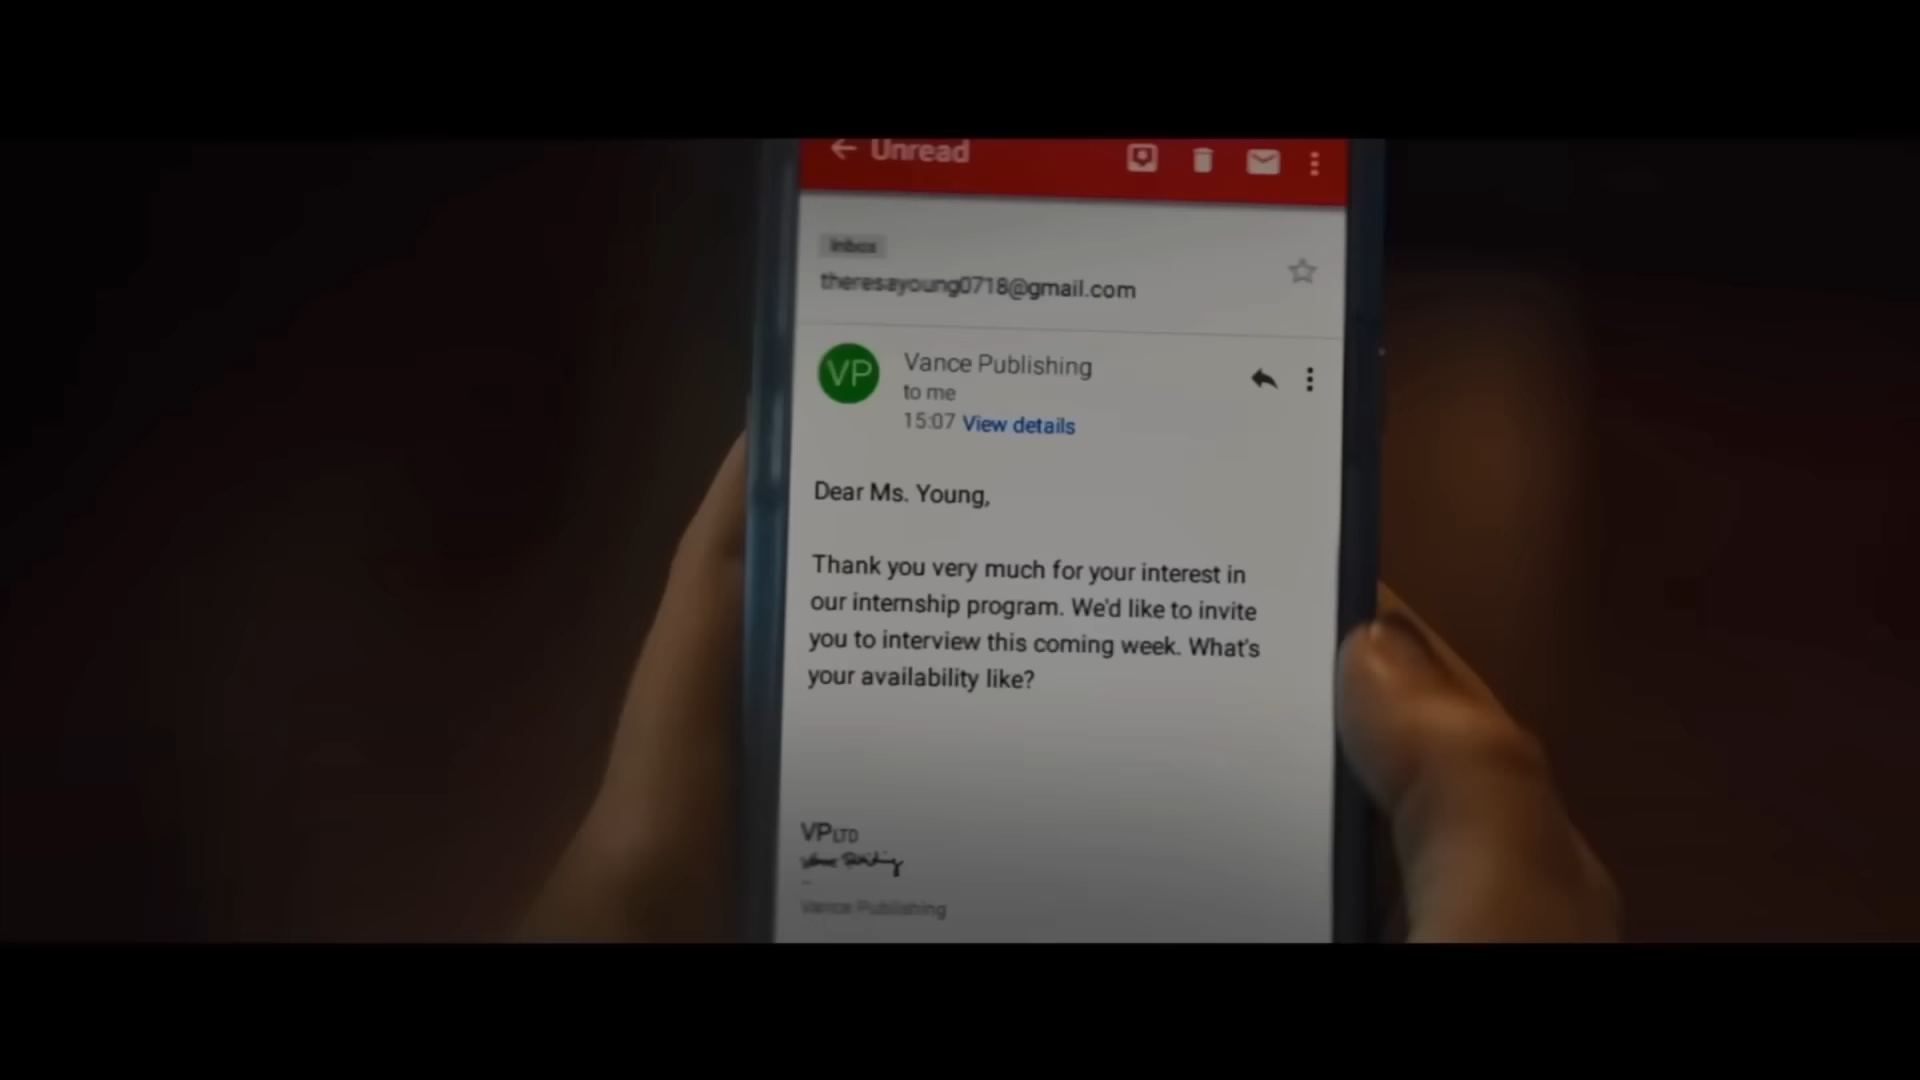 Unread
Inbox
theresayoung0718@gmail.com
VP
Vance Publishing
to me
15:07 View details
Dear Ms. Young,
Thank you very much for your interest in
our internship program. We'd like to invite
you to interview this coming week. What's
your availability like?
VP LTD
Vance Publishing